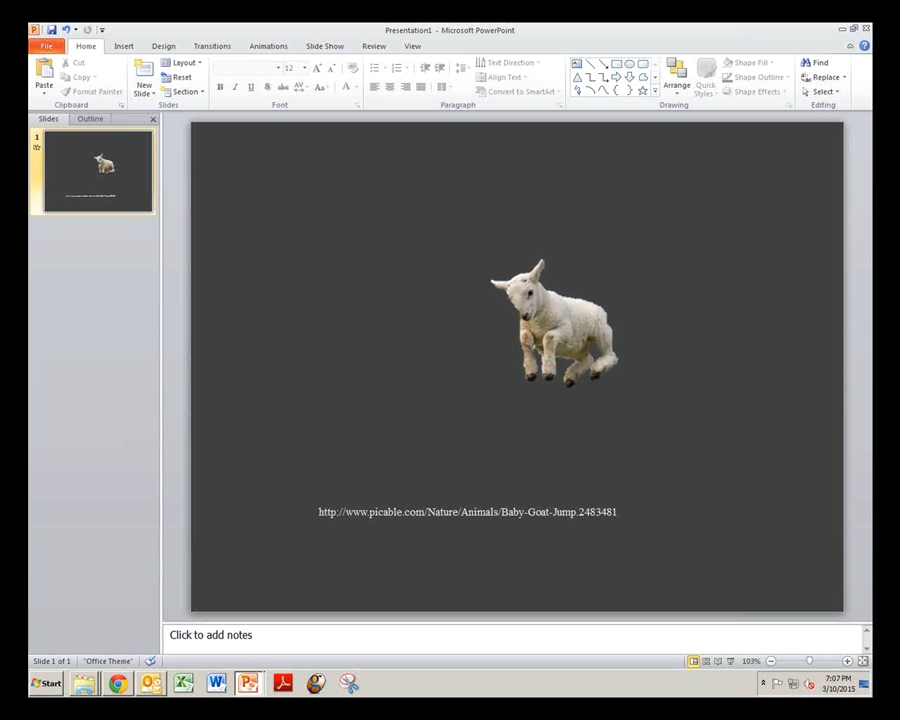 Presentation1 - Microsoft PowerPoint
File Home Insert Design Transitions Animations Slide Show Review View
Paste
Cut
Copy
Format Painter
Clipboard
New Slide
Layout
Reset
Section
Slides
12
Font
Text Direction
Align Text
Convert to SmartArt
Paragraph
Arrange
Quick Styles
Shape Fill
Shape Outline
Shape Effects
Drawing
Find
Replace
Select
Editing
Slides Outline
1
http://www.picable.com/Nature/Animals/Baby-Goat-Jump.2483481
Click to add notes
Slide 1 of 1 "Office Theme" 103%
Start
7:07 PM
3/10/2015